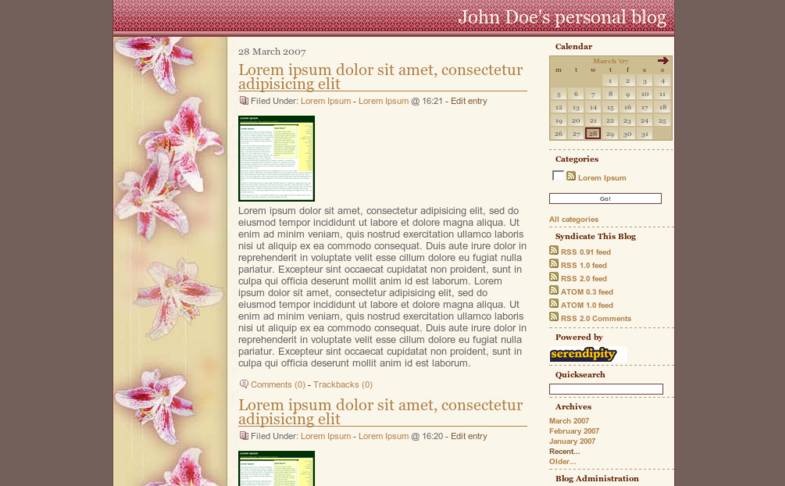 John Doe's personal blog
28 March 2007
Lorem ipsum dolor sit amet, consectetur
adipisicing elit
Filed Under: Lorem Ipsum - Lorem Ipsum @ 16:21 - Edit entry
Lorem ipsum dolor sit amet, consectetur adipisicing elit, sed do
eiusmod tempor incididunt ut labore et dolore magna aliqua. Ut
enim ad minim veniam, quis nostrud exercitation ullamco laboris
nisi ut aliquip ex ea commodo consequat. Duis aute irure dolor in
reprehenderit in voluptate velit esse cillum dolore eu fugiat nulla
pariatur. Excepteur sint occaecat cupidatat non proident, sunt in
culpa qui officia deserunt mollit anim id est laborum. Lorem
ipsum dolor sit amet, consectetur adipisicing elit, sed do
eiusmod tempor incididunt ut labore et dolore magna aliqua. Ut
enim ad minim veniam, quis nostrud exercitation ullamco laboris
nisi ut aliquip ex ea commodo consequat. Duis aute irure dolor in
reprehenderit in voluptate velit esse cillum dolore eu fugiat nulla
pariatur. Excepteur sint occaecat cupidatat non proident, sunt in
culpa qui officia deserunt mollit anim id est laborum.
Comments (0) - Trackbacks (0)
Lorem ipsum dolor sit amet, consectetur
adipisicing elit
Filed Under: Lorem Ipsum - Lorem Ipsum @ 16:20 - Edit entry
Calendar
March '07
m t w t f s s
1 2 3 4
5 6 7 8 9 10 11
12 13 14 15 16 17 18
19 20 21 22 23 24 25
26 27 28 29 30 31
Categories
Lorem Ipsum
Go!
All categories
Syndicate This Blog
RSS 0.91 feed
RSS 1.0 feed
RSS 2.0 feed
ATOM 0.3 feed
ATOM 1.0 feed
RSS 2.0 Comments
Powered by
serendipity
Quicksearch
Archives
March 2007
February 2007
January 2007
Recent...
Older...
Blog Administration